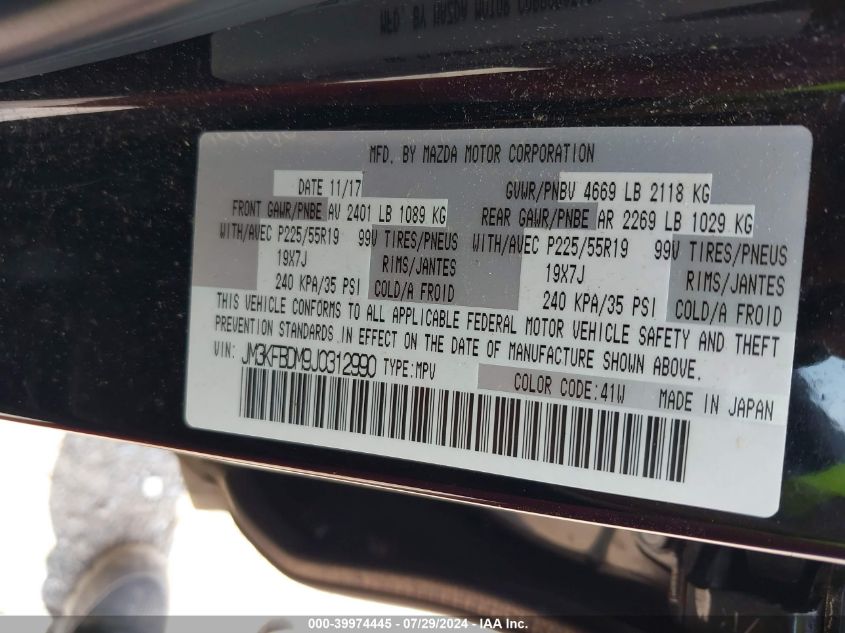 MFD. BY MAZDA MOTOR CORPORATION
DATE 11/17 GVWR/PNBV 4669 LB 2118 KG
FRONT GAWR/PNBE AV 2401 LB 1089 KG REAR GAWR/PNBE AR 2269 LB 1029 KG
WITH/AVEC P225/55R19 99V TIRES/PNEUS WITH/AVEC P225/55R19 99V TIRES/PNEUS
19X7J RIMS/JANTES 19X7J RIMS/JANTES
240 KPA/35 PSI COLD/A FROID 240 KPA/35 PSI COLD/A FROID
THIS VEHICLE CONFORMS TO ALL APPLICABLE FEDERAL MOTOR VEHICLE SAFETY AND THEFT
PREVENTION STANDARDS IN EFFECT ON THE DATE OF MANUFACTURE SHOWN ABOVE.
VIN: JM3KFBDM9J0312990 TYPE:MPV
COLOR CODE:41W MADE IN JAPAN
000-39974445 - 07/29/2024 - IAA Inc.